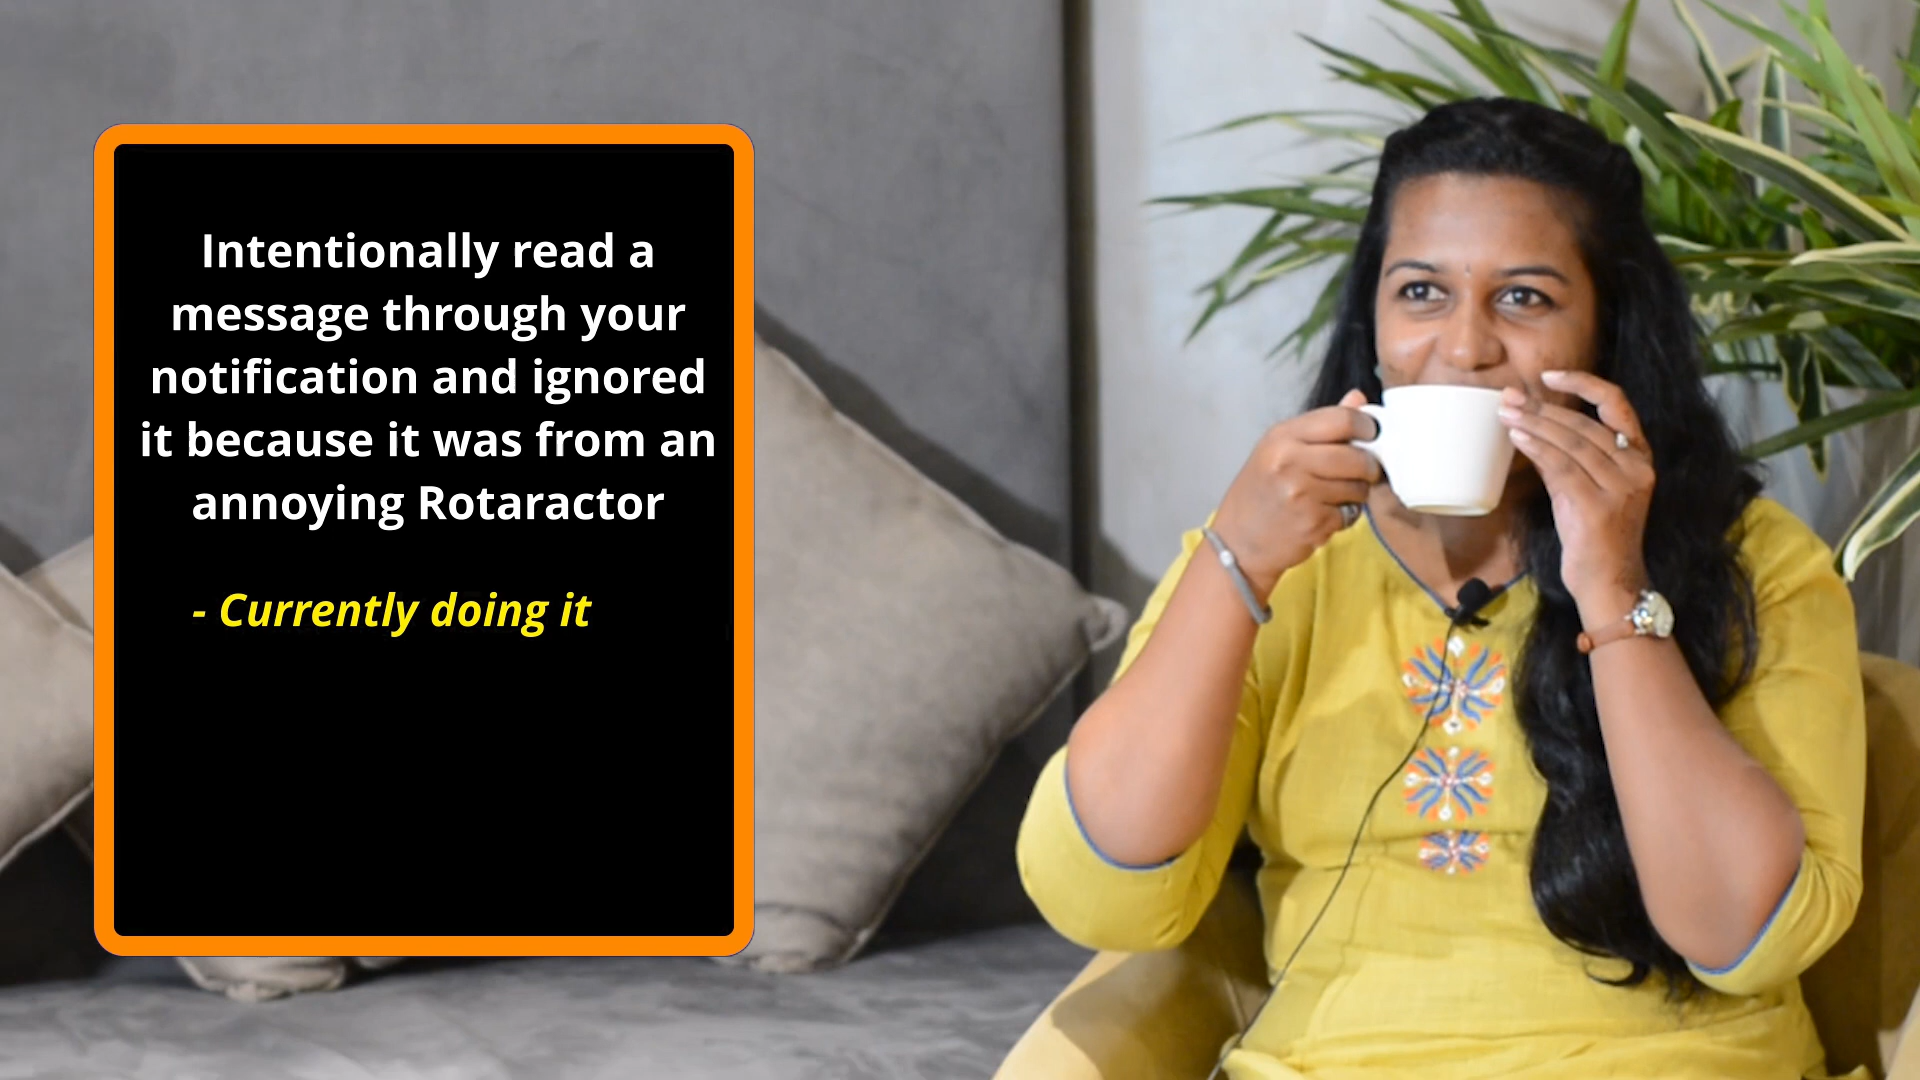 Intentionally read a
message through your
notification and ignored
it because it was from an
annoying Rotaractor
- Currently doing it